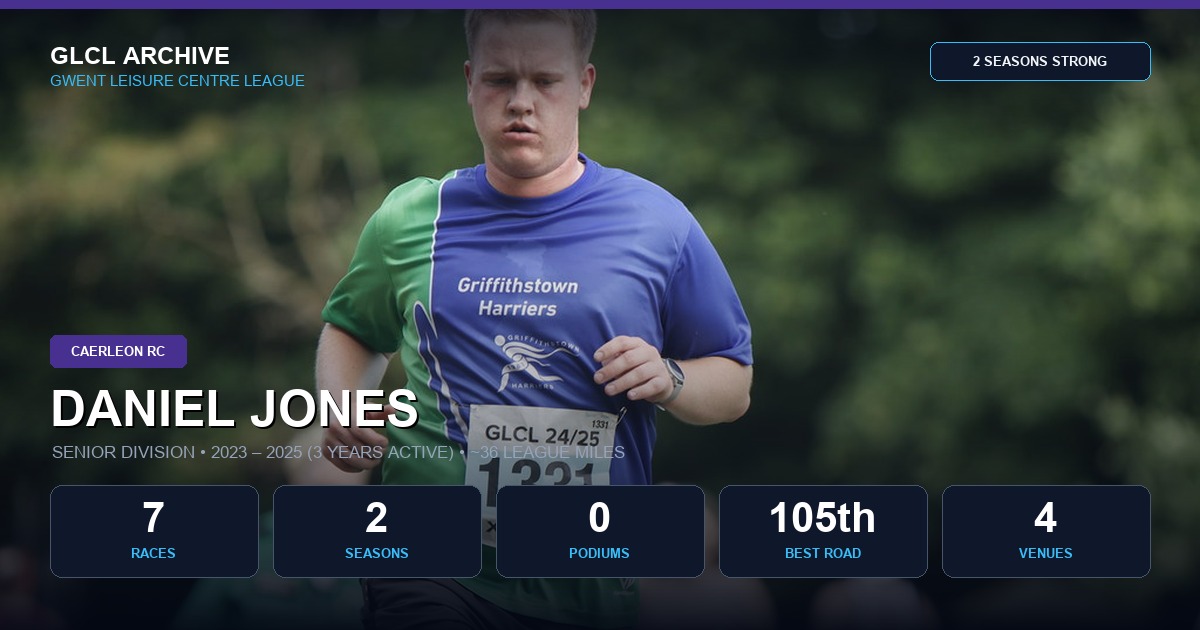 GLCL ARCHIVE
GWENT LEISURE CENTRE LEAGUE
2 SEASONS STRONG
Griffithstown
Harriers
GRIFFITHSTOWN
HARRIERS
CAERLEON RC
DANIEL JONES
SENIOR DIVISION • 2023 – 2025 (3 YEARS ACTIVE) • ~36 LEAGUE MILES
1331
GLCL 24/25
1331
7
RACES
2
SEASONS
0
PODIUMS
105th
BEST ROAD
4
VENUES